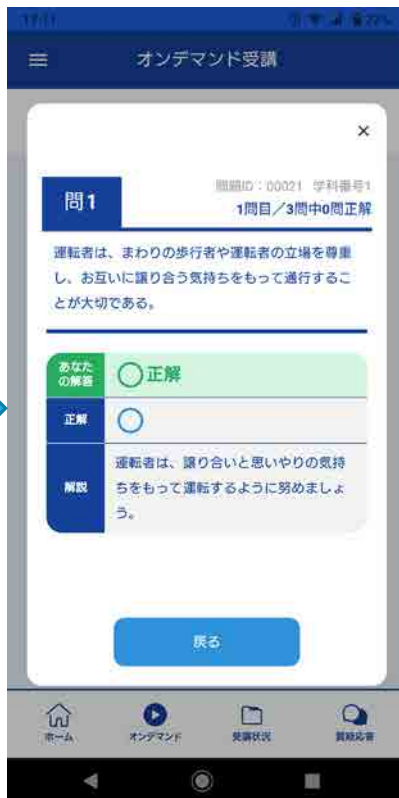 オンデマンド受講
×
問題ID：00021 学科番号1
問1
1問目／3問中0問正解
運転者は、まわりの歩行者や運転者の立場を尊重
し、お互いに譲り合う気持ちをもって通行するこ
とが大切である。
あなた
の解答
○正解
正解
○
運転者は、譲り合いと思いやりの気持
解説
ちをもって運転するように努めましょ
う。
戻る
ホーム
オンデマンド
受講状況
質疑応答